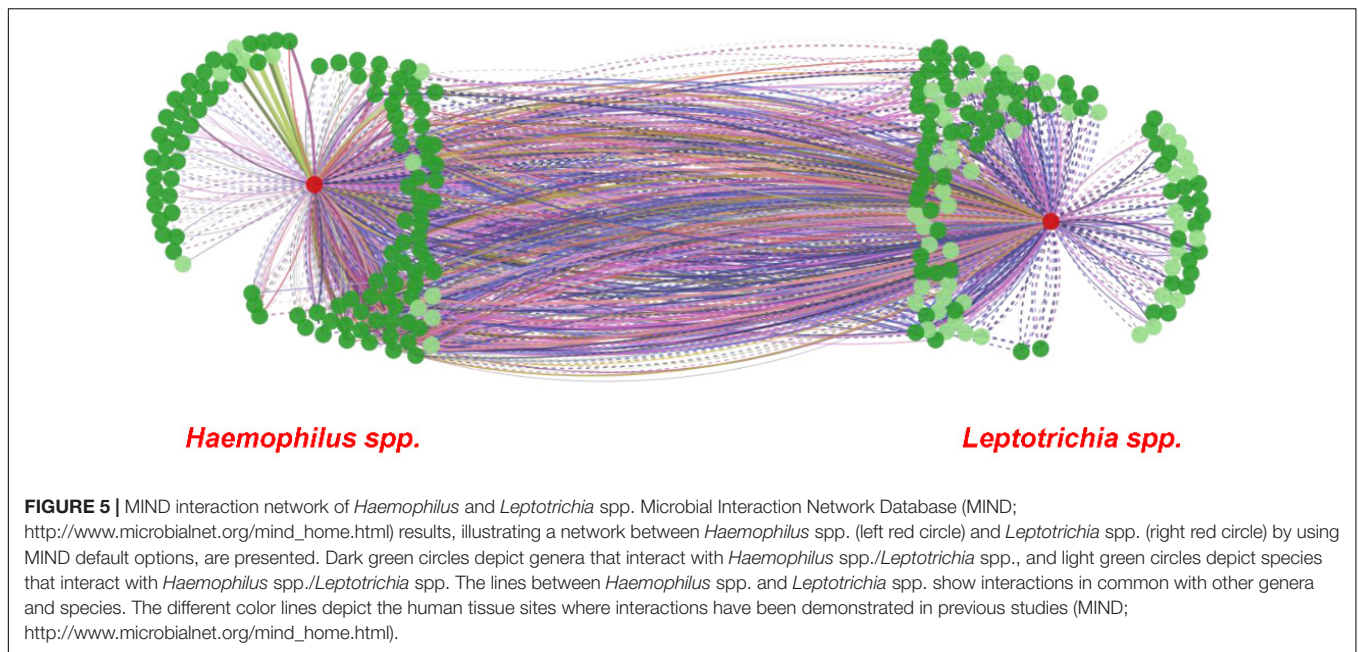 Haemophilus spp.
Leptotrichia spp.
FIGURE 5 | MIND interaction network of Haemophilus and Leptotrichia spp. Microbial Interaction Network Database (MIND;
http://www.microbialnet.org/mind_home.html) results, illustrating a network between Haemophilus spp. (left red circle) and Leptotrichia spp. (right red circle) by using
MIND default options, are presented. Dark green circles depict genera that interact with Haemophilus spp./Leptotrichia spp., and light green circles depict species
that interact with Haemophilus spp./Leptotrichia spp. The lines between Haemophilus spp. and Leptotrichia spp. show interactions in common with other genera
and species. The different color lines depict the human tissue sites where interactions have been demonstrated in previous studies (MIND;
http://www.microbialnet.org/mind_home.html).